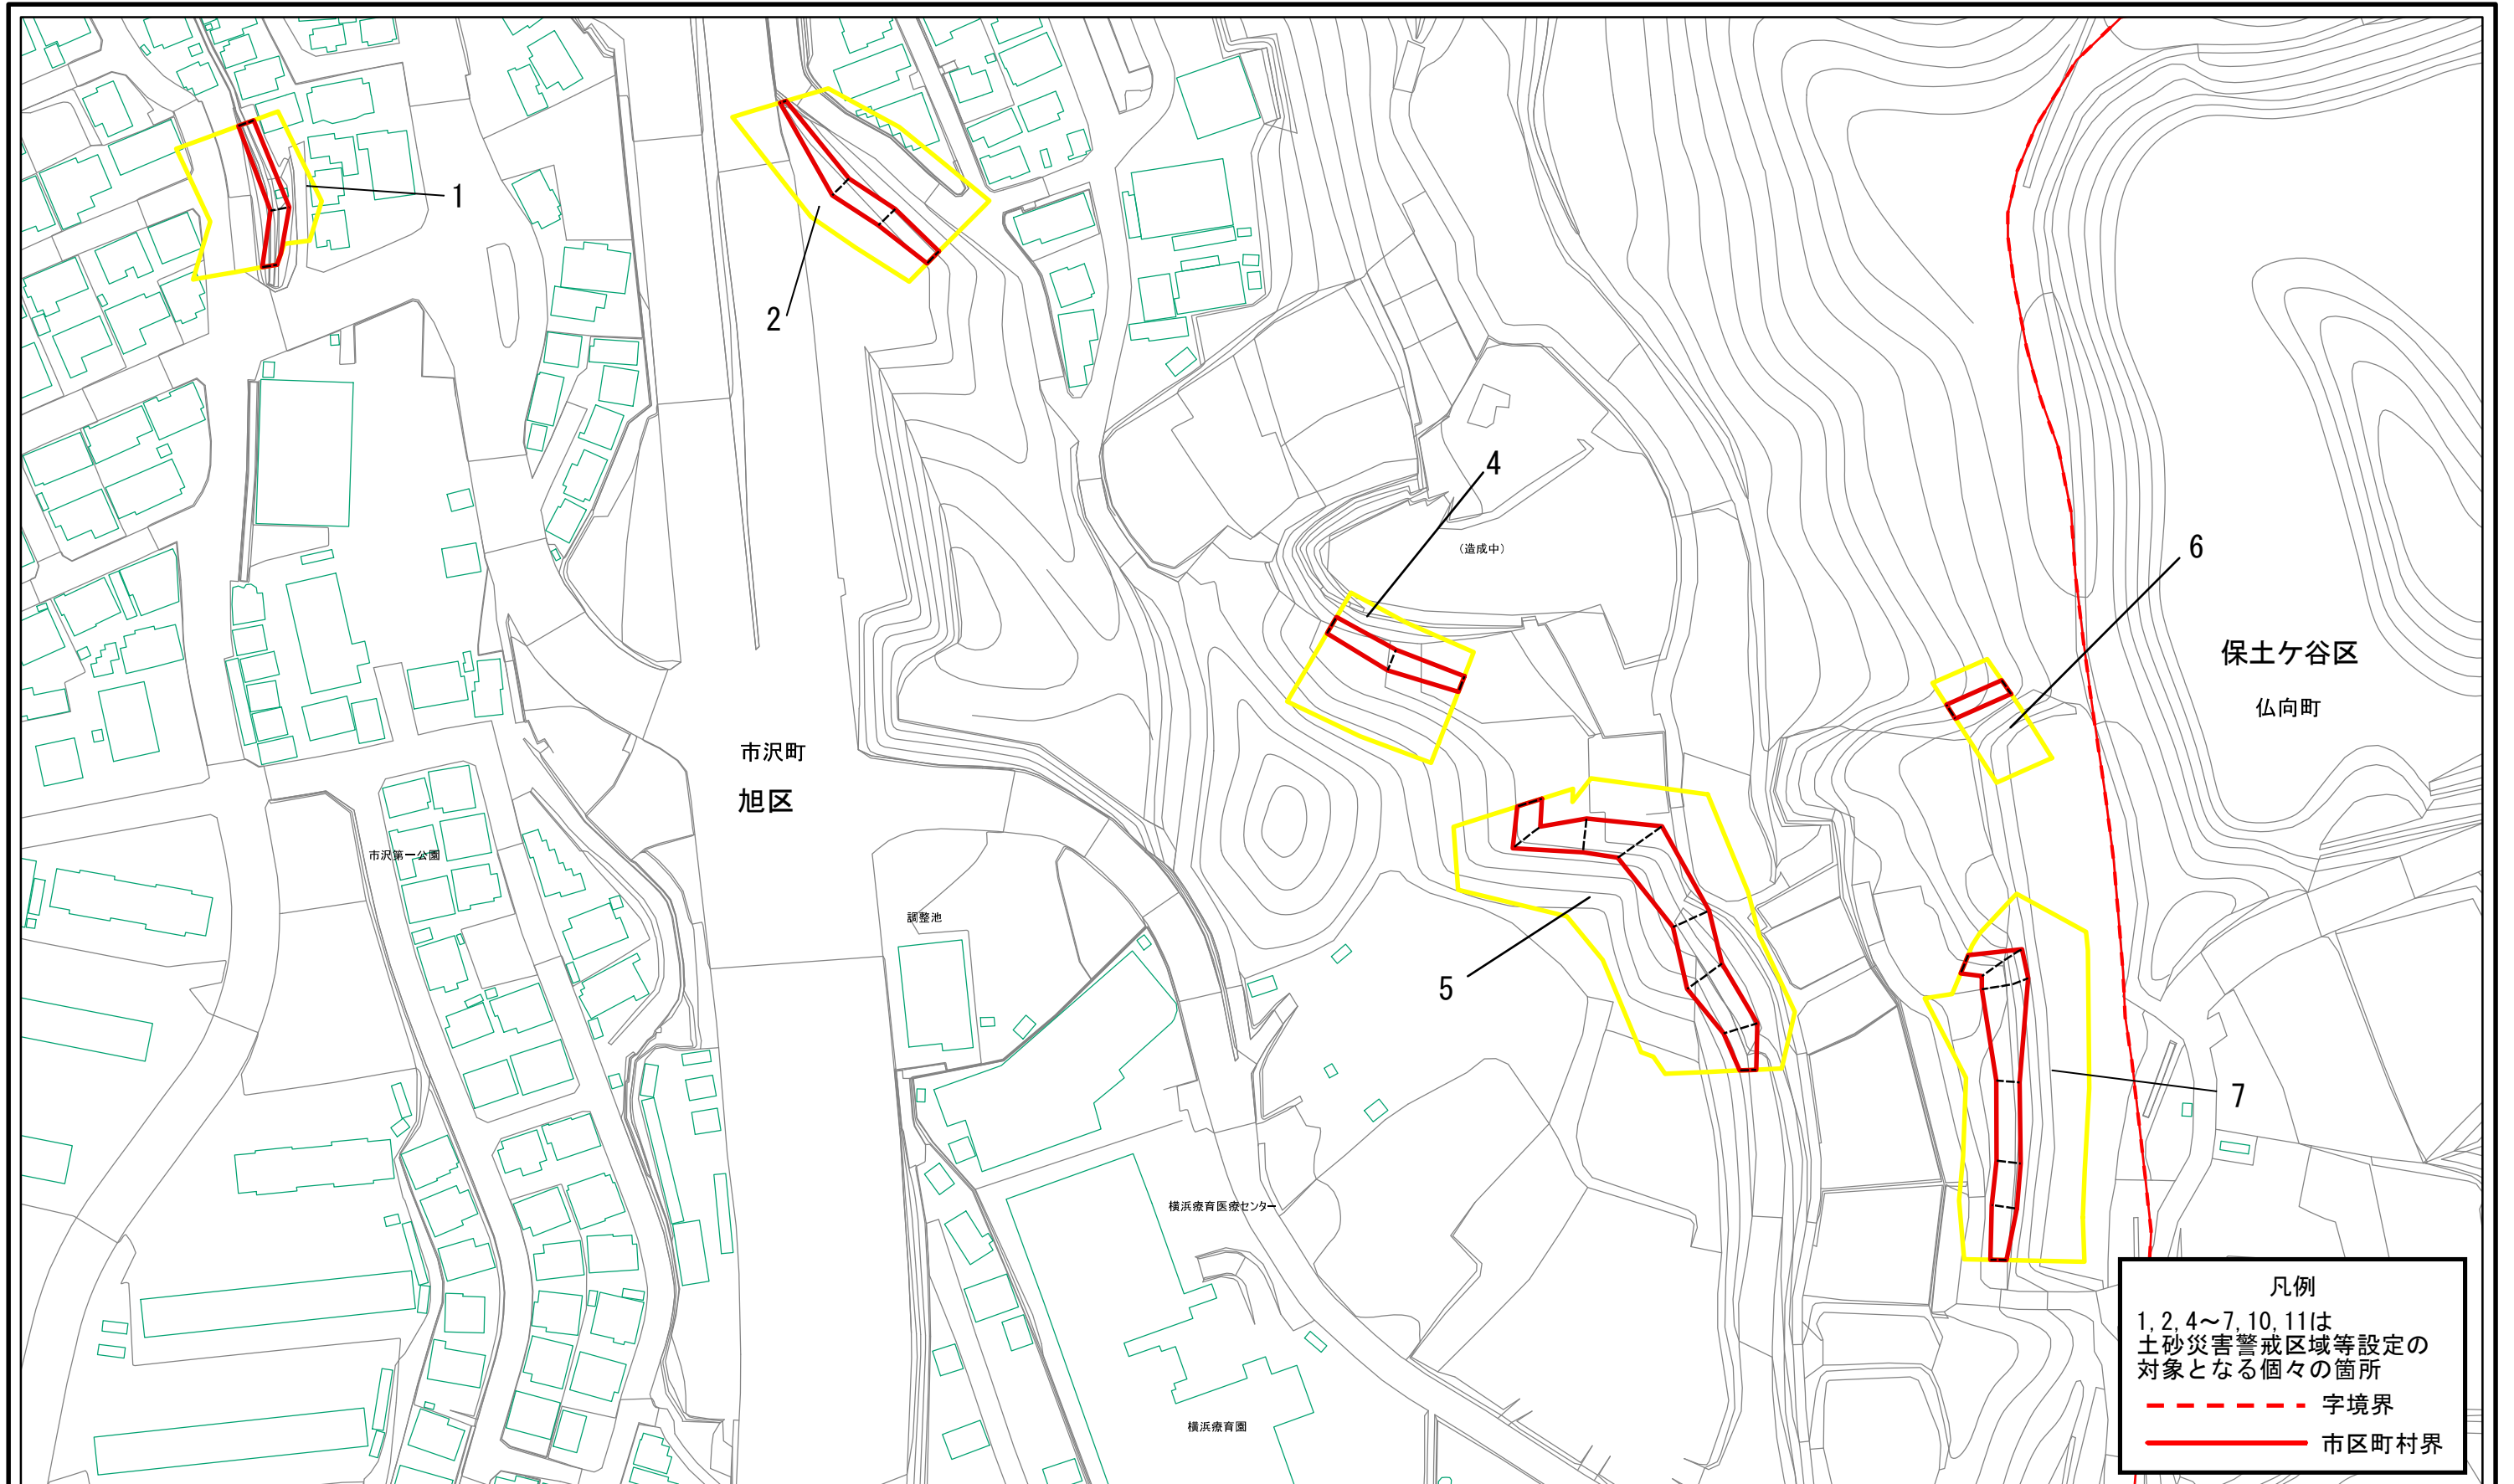 1
2
4
(造成中)
6
保土ケ谷区
仏向町
市沢町
旭区
市沢第一公園
調整池
5
7
横浜療育医療センター
横浜療育園
凡例
1,2,4～7,10,11は
土砂災害警戒区域等設定の
対象となる個々の箇所
字境界
市区町村界